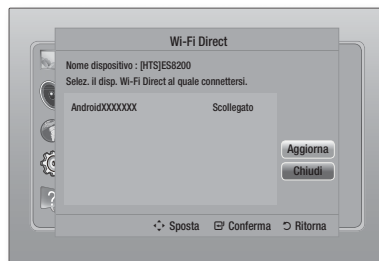 Wi-Fi Direct
Nome dispositivo : [HTS]ES8200
Selez. il disp. Wi-Fi Direct al quale connettersi.
AndroidXXXXXXX Scollegato
Aggiorna
Chiudi
Sposta Conferma Ritorna